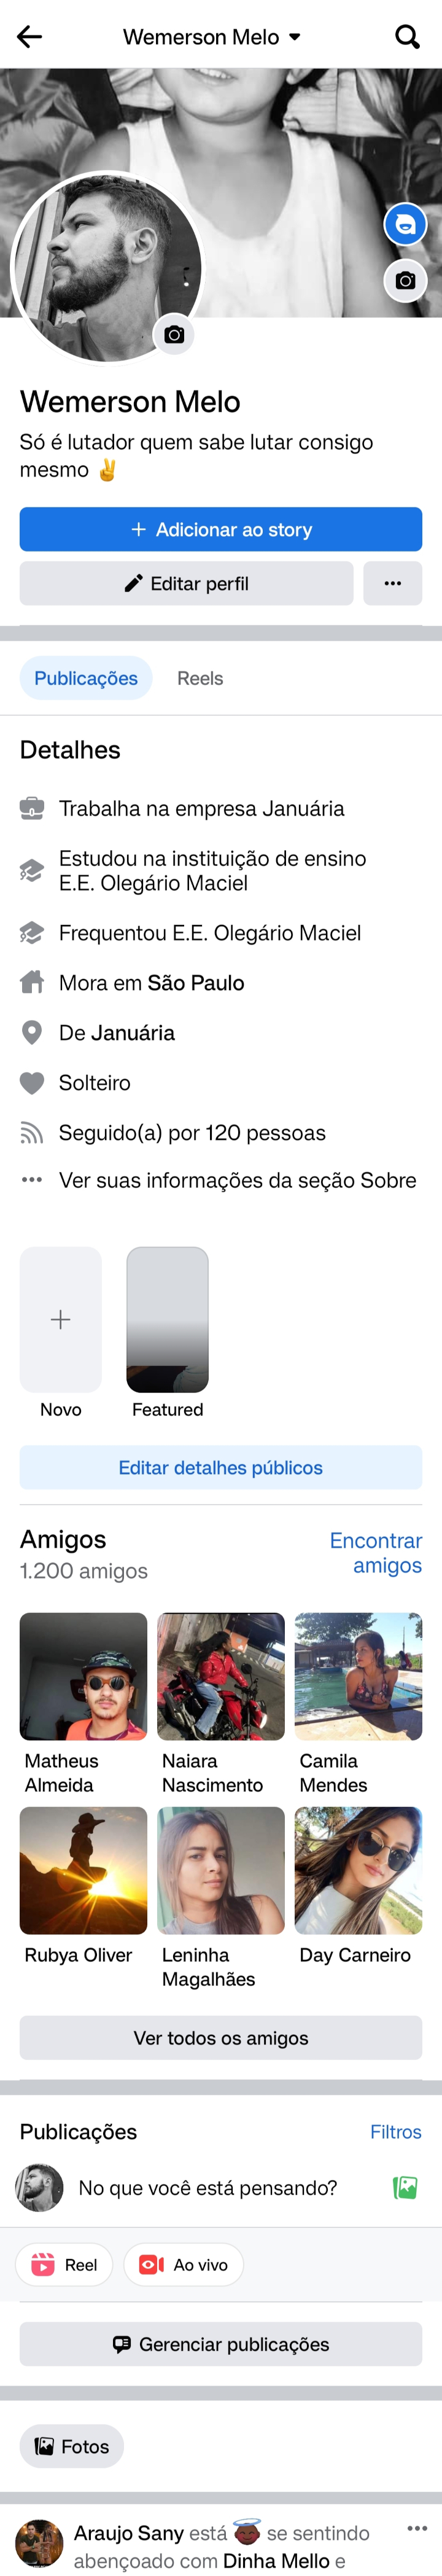 Wemerson Melo
Wemerson Melo
Só é lutador quem sabe lutar consigo
mesmo ✌
+ Adicionar ao story
Editar perfil
Publicações
Reels
Detalhes
Trabalha na empresa Januária
Estudou na instituição de ensino
E.E. Olegário Maciel
Frequentou E.E. Olegário Maciel
Mora em São Paulo
De Januária
Solteiro
Seguido(a) por 120 pessoas
Ver suas informações da seção Sobre
Novo
Featured
Editar detalhes públicos
Amigos
Encontrar
amigos
1.200 amigos
Matheus
Almeida
Naiara
Nascimento
Camila
Mendes
Rubya Oliver
Leninha
Magalhães
Day Carneiro
Ver todos os amigos
Publicações
Filtros
No que você está pensando?
Reel
Ao vivo
Gerenciar publicações
Fotos
Araujo Sany está 😇 se sentindo
abençoado com Dinha Mello e